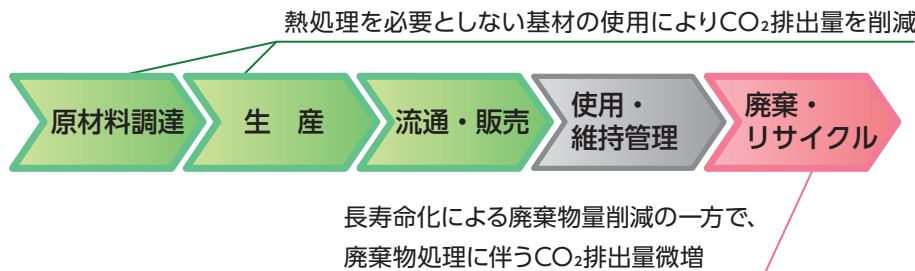 熱処理を必要としない基材の使用によりCO₂排出量を削減
原材料調達
生　産
流通・販売
使用・
維持管理
廃棄・
リサイクル
長寿命化による廃棄物量削減の一方で、
廃棄物処理に伴うCO₂排出量微増